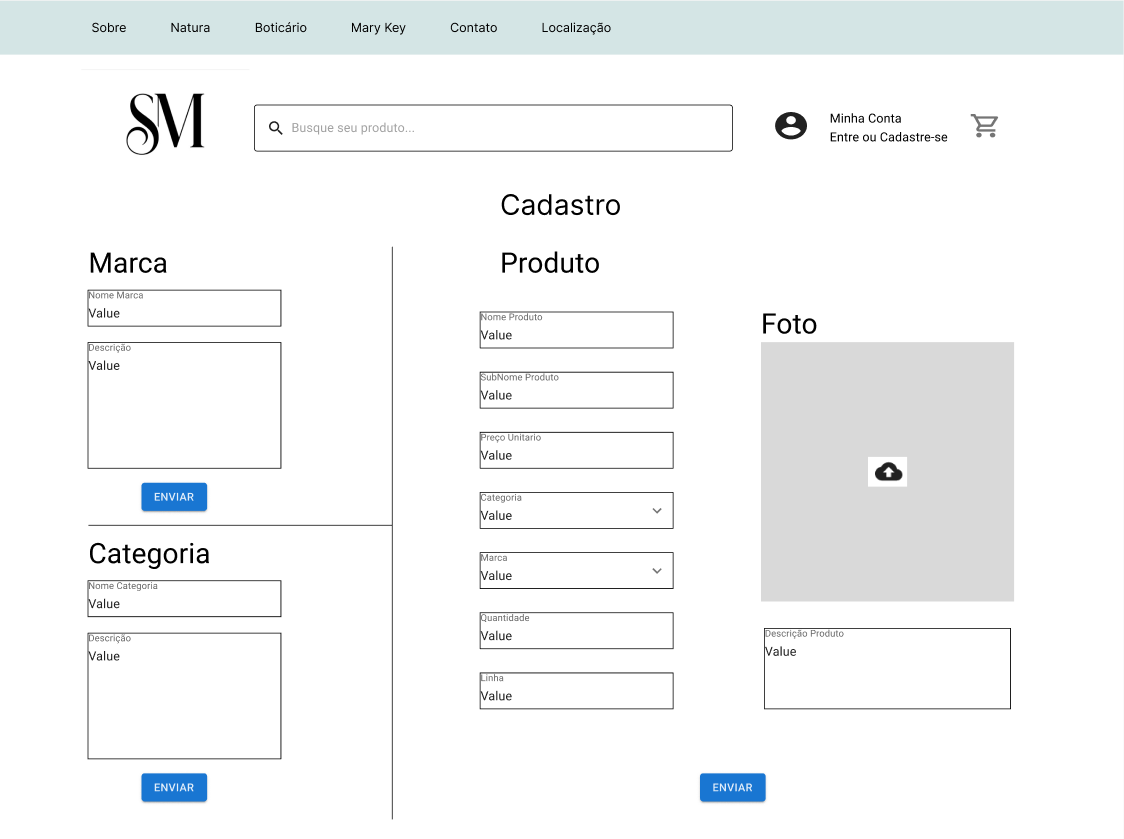 Sobre Natura Boticário Mary Key Contato Localização
SM
Busque seu produto...
Minha Conta
Entre ou Cadastre-se
Cadastro
Marca
Nome Marca
Value
Descrição
Value
ENVIAR
Categoria
Nome Categoria
Value
Descrição
Value
ENVIAR
Produto
Nome Produto
Value
SubNome Produto
Value
Preço Unitario
Value
Categoria
Value
Marca
Value
Quantidade
Value
Linha
Value
Foto
Descrição Produto
Value
ENVIAR